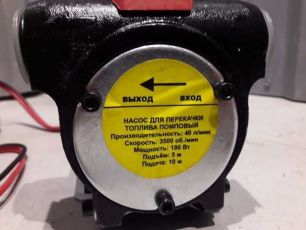 ВЫХОД ВХОД
НАСОС ДЛЯ ПЕРЕКАЧКИ
ТОПЛИВА ПОМПОВЫЙ
Производительность: 40 л/мин
Скорость: 3500 об./мин
Мощность: 180 Вт
Подъём: 5 м
Подача: 10 м